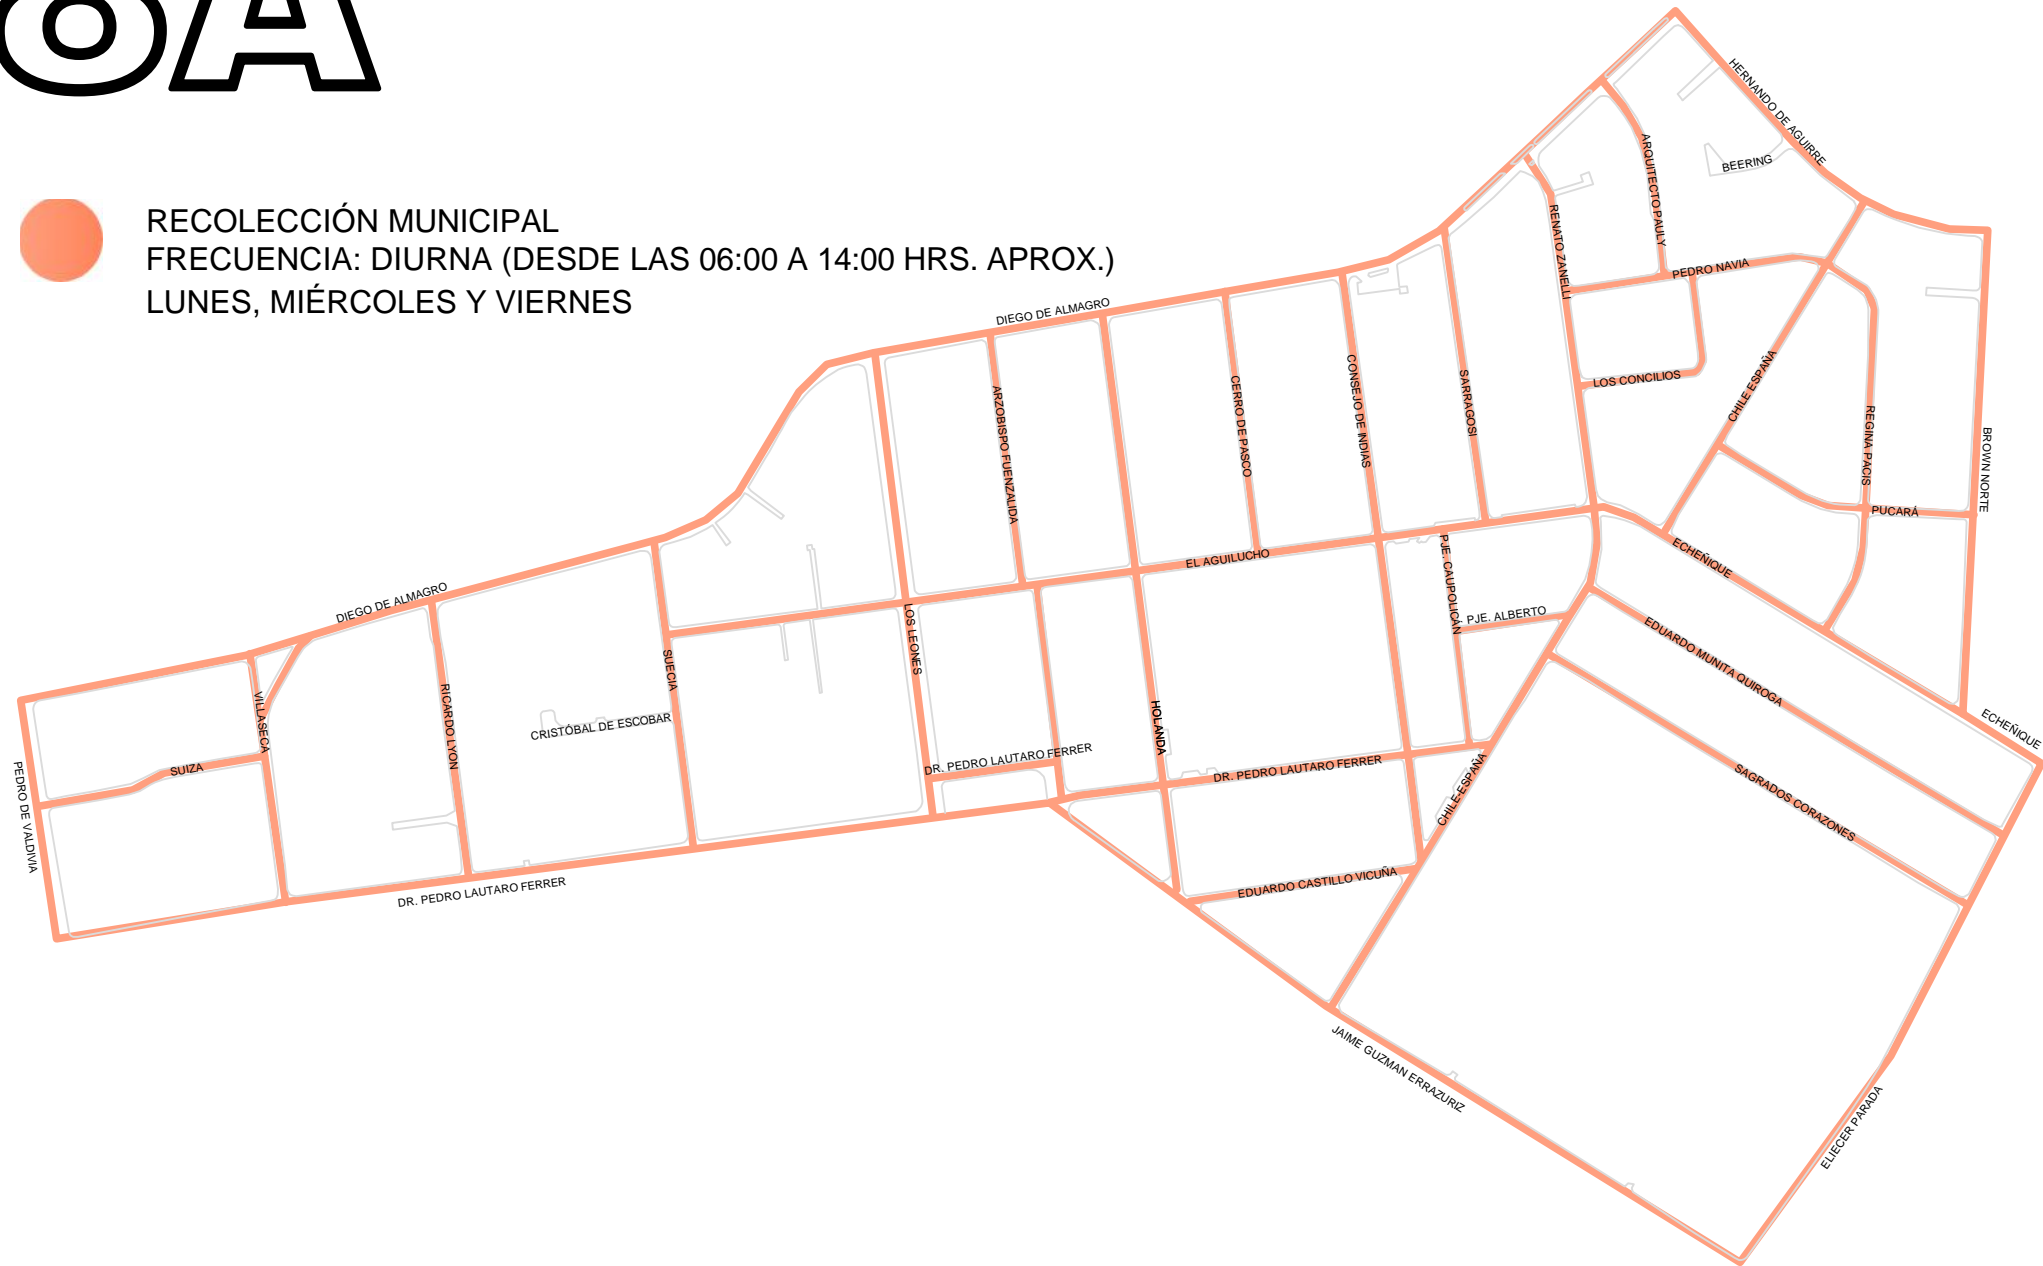 8A
RECOLECCIÓN MUNICIPAL
FRECUENCIA: DIURNA (DESDE LAS 06:00 A 14:00 HRS. APROX.)
LUNES, MIÉRCOLES Y VIERNES
HERNANDO DE AGUIRRE
ARQUITECTO PAULY
BEERING
RENATO ZANELLI
PEDRO NAVIA
DIEGO DE ALMAGRO
ARZOBISPO FUENZALIDA
CERRO DE PASCO
CONSEJO DE INDIAS
SARRAGOSI
LOS CONCILIOS
CHILE ESPAÑA
REGINA PACIS
BROWN NORTE
PUCARÁ
ECHEÑIQUE
EL AGUILUCHO
PJE. CAUPOLICÁN
PJE. ALBERTO
DIEGO DE ALMAGRO
LOS LEONES
SUECIA
EDUARDO MUNITA QUIROGA
VILLASECA
RICARDO LYON
CRISTÓBAL DE ESCOBAR
HOLANDA
ECHEÑIQUE
DR. PEDRO LAUTARO FERRER
DR. PEDRO LAUTARO FERRER
CHILE-ESPAÑA
SAGRADOS CORAZONES
SUIZA
PEDRO DE VALDIVIA
DR. PEDRO LAUTARO FERRER
EDUARDO CASTILLO VICUÑA
JAIME GUZMAN ERRAZURIZ
ELIECER PARADA